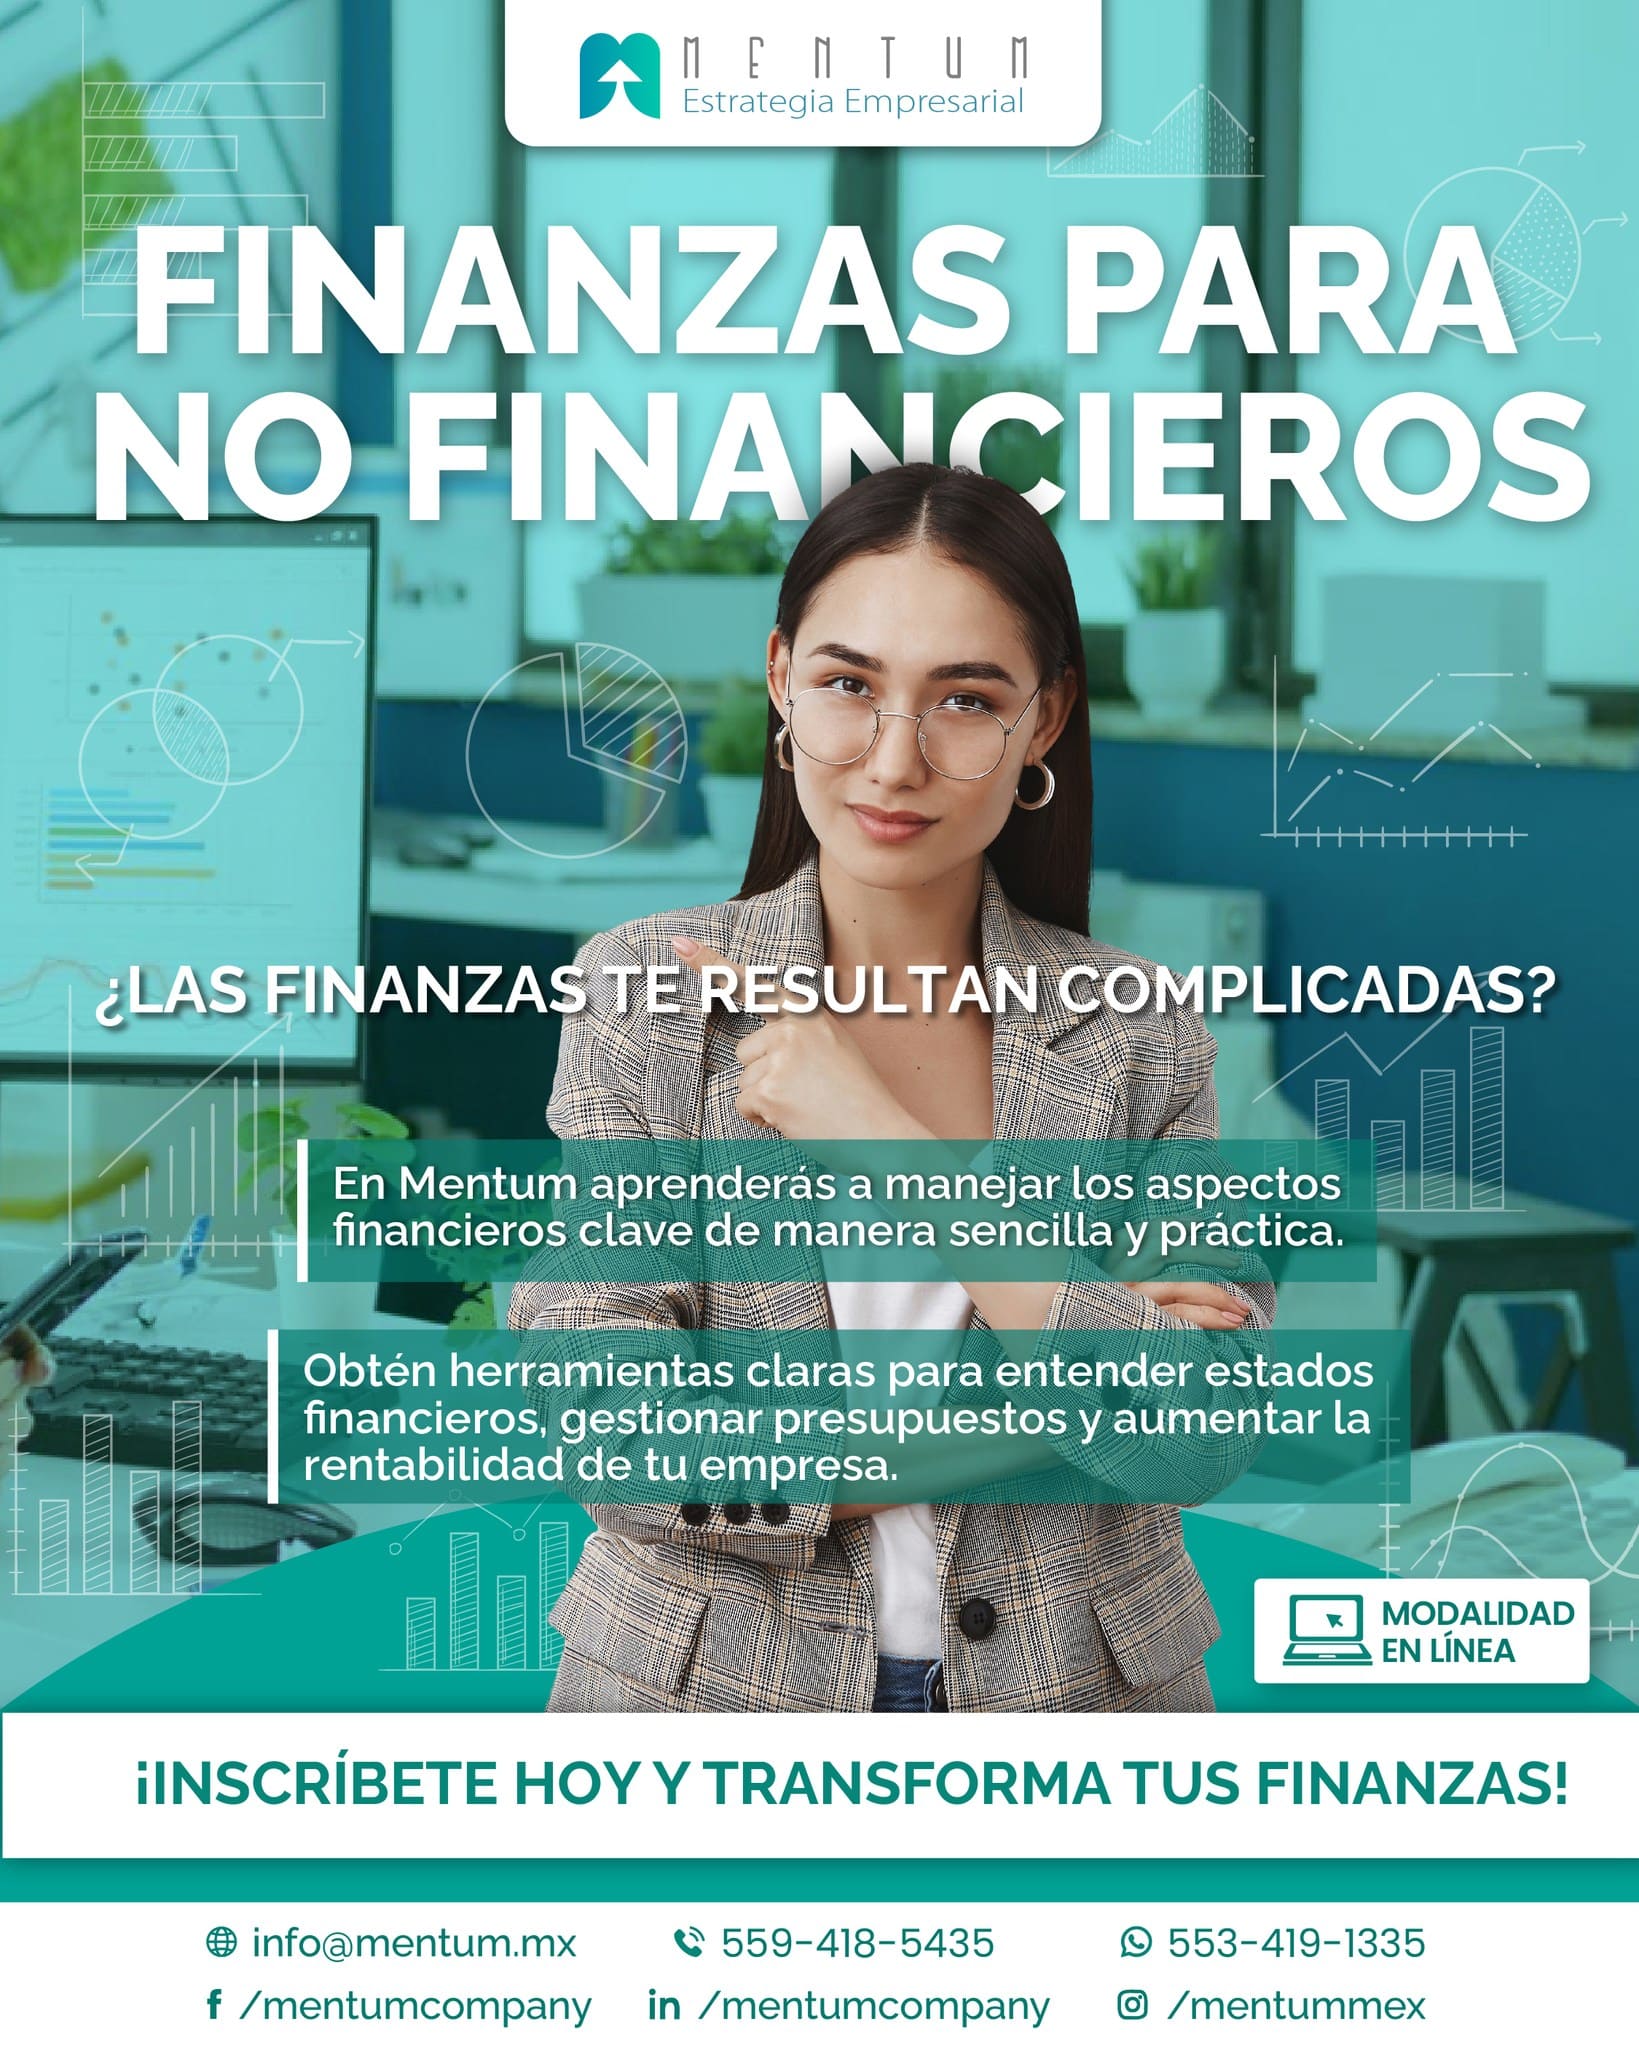 MENTUM
Estrategia Empresarial
FINANZAS PARA
NO FINANCIEROS
¿LAS FINANZAS TE RESULTAN COMPLICADAS?
En Mentum aprenderás a manejar los aspectos
financieros clave de manera sencilla y práctica.
Obtén herramientas claras para entender estados
financieros, gestionar presupuestos y aumentar la
rentabilidad de tu empresa.
MODALIDAD
EN LÍNEA
¡INSCRÍBETE HOY Y TRANSFORMA TUS FINANZAS!
info@mentum.mx 559-418-5435 553-419-1335
/mentumcompany in /mentumcompany /mentummex